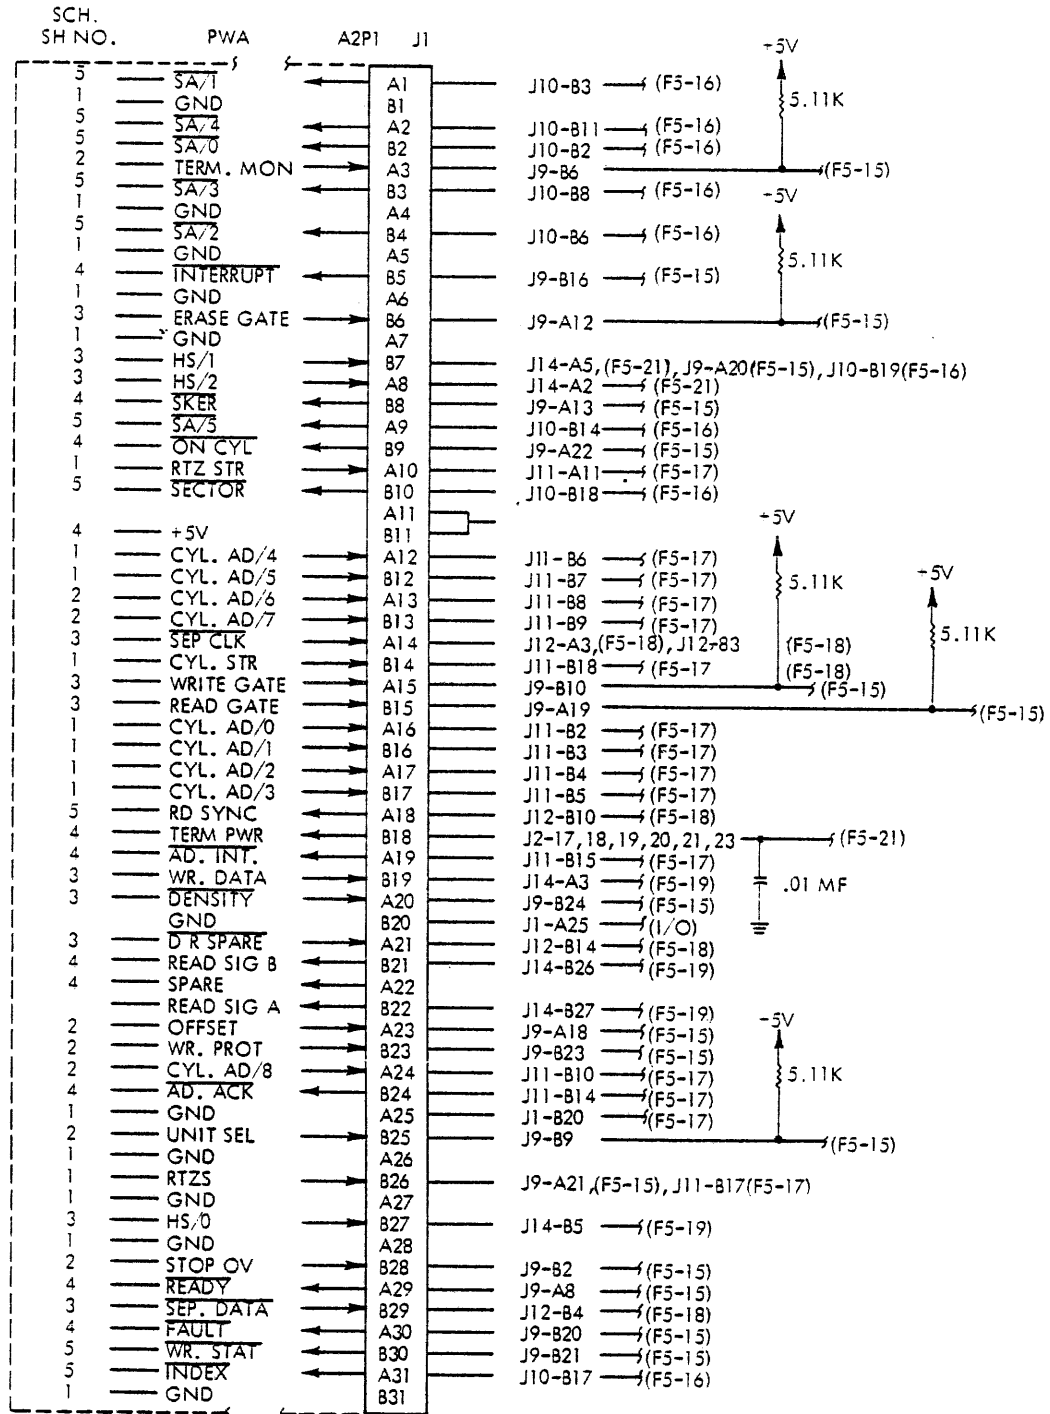 SCH.
SH NO. PWA A2P1 J1
+5V
5 SA/1 A1 J10-B3 (F5-16)
1 GND B1 5.11K
5 SA/4 A2 J10-B11 (F5-16)
5 SA/0 B2 J10-B2 (F5-16)
2 TERM. MON A3 J9-B6 (F5-15)
5 SA/3 B3 J10-B8 (F5-16) +5V
1 GND A4
5 SA/2 B4 J10-B6 (F5-16)
1 GND A5 5.11K
4 INTERRUPT B5 J9-B16 (F5-15)
1 GND A6
3 ERASE GATE B6 J9-A12 (F5-15)
1 GND A7
3 HS/1 B7 J14-A5,(F5-21), J9-A20(F5-15), J10-B19(F5-16)
3 HS/2 A8 J14-A2 (F5-21)
4 SKER B8 J9-A13 (F5-15)
5 SA/5 A9 J10-B14 (F5-16)
4 ON CYL B9 J9-A22 (F5-15)
1 RTZ STR A10 J11-A11 (F5-17)
5 SECTOR B10 J10-B18 (F5-16)
A11 +5V
4 +5V B11
1 CYL. AD/4 A12 J11-B6 (F5-17) +5V
1 CYL. AD/5 B12 J11-B7 (F5-17) 5.11K
2 CYL. AD/6 A13 J11-B8 (F5-17)
2 CYL. AD/7 B13 J11-B9 (F5-17) 5.11K
3 SEP CLK A14 J12-A3,(F5-18), J12-83 (F5-18)
1 CYL. STR B14 J11-B18 (F5-17 (F5-18)
3 WRITE GATE A15 J9-B10 (F5-15)
3 READ GATE B15 J9-A19 (F5-15)
1 CYL. AD/0 A16 J11-B2 (F5-17)
1 CYL. AD/1 B16 J11-B3 (F5-17)
1 CYL. AD/2 A17 J11-B4 (F5-17)
1 CYL. AD/3 B17 J11-B5 (F5-17)
5 RD SYNC A18 J12-B10 (F5-18)
4 TERM PWR B18 J2-17, 18, 19, 20, 21, 23 (F5-21)
4 AD. INT. A19 J11-B15 (F5-17)
3 WR. DATA B19 J14-A3 (F5-19) .01 MF
3 DENSITY A20 J9-B24 (F5-15)
GND B20 J1-A25 (I/O)
3 D R SPARE A21 J12-B14 (F5-18)
4 READ SIG B B21 J14-B26 (F5-19)
4 SPARE A22
READ SIG A B22 J14-B27 (F5-19) +5V
2 OFFSET A23 J9-A18 (F5-15)
2 WR. PROT B23 J9-B23 (F5-15)
2 CYL. AD/8 A24 J11-B10 (F5-17) 5.11K
4 AD. ACK B24 J11-B14 (F5-17)
1 GND A25 J1-B20 (F5-17)
2 UNIT SEL B25 J9-B9 (F5-15)
1 GND A26
1 RTZS B26 J9-A21,(F5-15), J11-B17(F5-17)
1 GND A27
3 HS/0 B27 J14-B5 (F5-19)
1 GND A28
2 STOP OV B28 J9-B2 (F5-15)
4 READY A29 J9-A8 (F5-15)
3 SEP. DATA B29 J12-B4 (F5-18)
4 FAULT A30 J9-B20 (F5-15)
5 WR. STAT B30 J9-B21 (F5-15)
5 INDEX A31 J10-B17 (F5-16)
1 GND B31